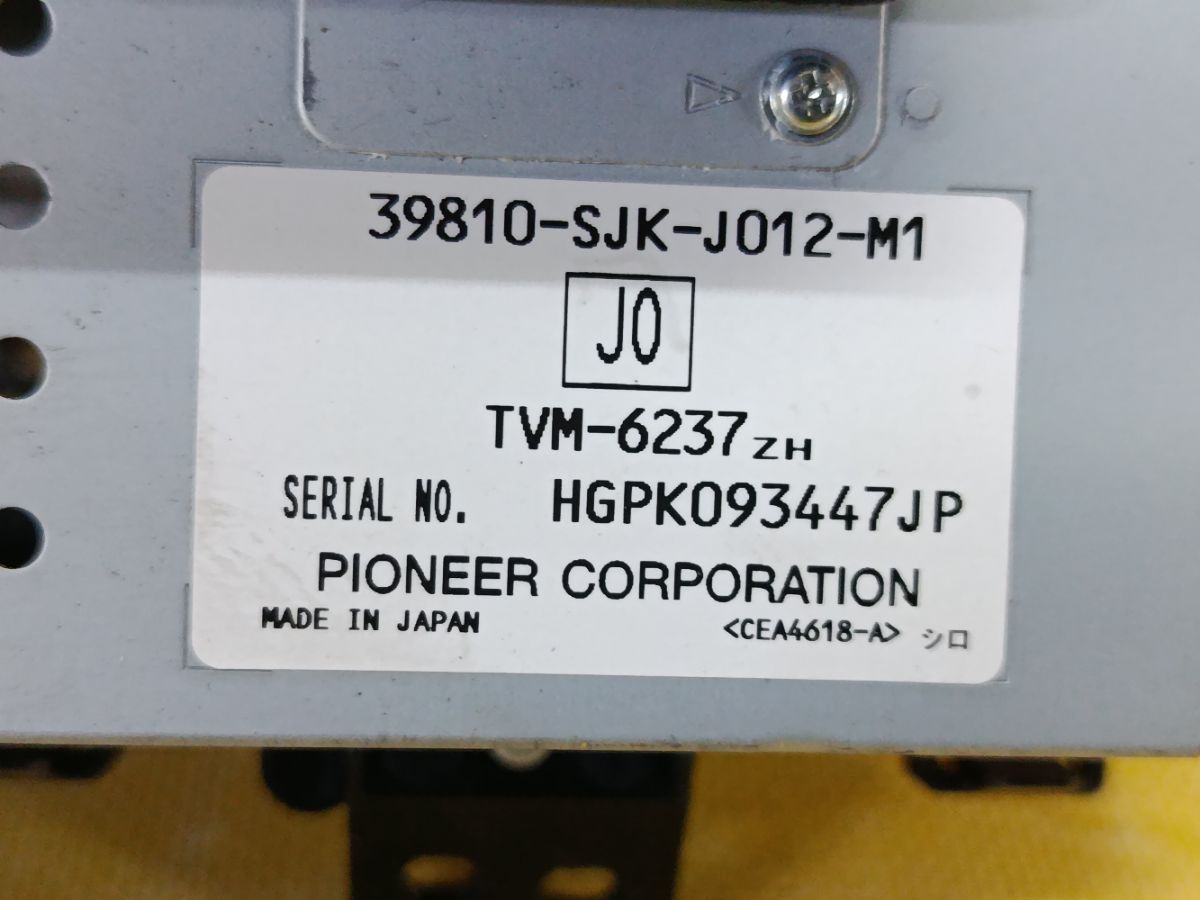 39810-SJK-J012-M1
J0
TVM-6237ZH
SERIAL NO. HGPK093447JP
PIONEER CORPORATION
MADE IN JAPAN <CEA4618-A> シロ